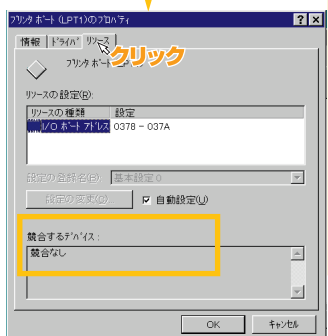 プリンタ ポート (LPT1)のプロパティ
情報 ドライバ リソース
クリック
プリンタ ポート
リソースの設定(R):
リソースの種類 設定
I/O ポート アドレス 0378 - 037A
設定の登録名(B): 基本設定 0
設定の変更(C)... 自動設定(U)
競合するデバイス:
競合なし
OK キャンセル